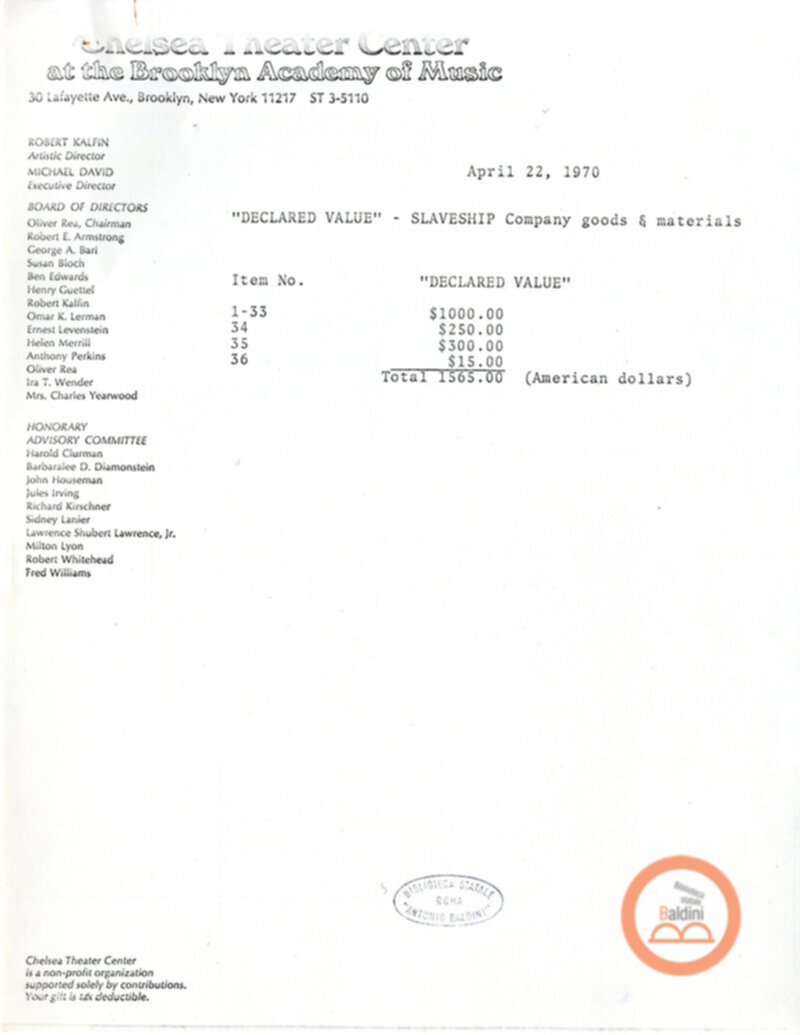 Chelsea Theater Center
at the Brooklyn Academy of Music
30 Lafayette Ave., Brooklyn, New York 11217 ST 3-5110
ROBERT KALFIN
Artistic Director
MICHAEL DAVID
Executive Director
BOARD OF DIRECTORS
Oliver Rea, Chairman
Robert E. Armstrong
George A. Bari
Susan Bloch
Ben Edwards
Henry Guettel
Robert Kalfin
Omar K. Lerman
Ernest Levenstein
Helen Merrill
Anthony Perkins
Oliver Rea
Ira T. Wender
Mrs. Charles Yearwood
HONORARY
ADVISORY COMMITTEE
Harold Clurman
Barbaralee D. Diamonstein
John Houseman
Jules Irving
Richard Kirschner
Sidney Lanier
Lawrence Shubert Lawrence, Jr.
Milton Lyon
Robert Whitehead
Fred Williams
April 22, 1970
"DECLARED VALUE" - SLAVESHIP Company goods & materials
Item No. "DECLARED VALUE"
1-33 $1000.00
34 $250.00
35 $300.00
36 $15.00
Total 1565.00 (American dollars)
BIBLIOTECA STATALE
ROMA
"ANTONIO BALDINI"
Biblioteca
statale
Baldini
Chelsea Theater Center
is a non-profit organization
supported solely by contributions.
Your gift is tax deductible.